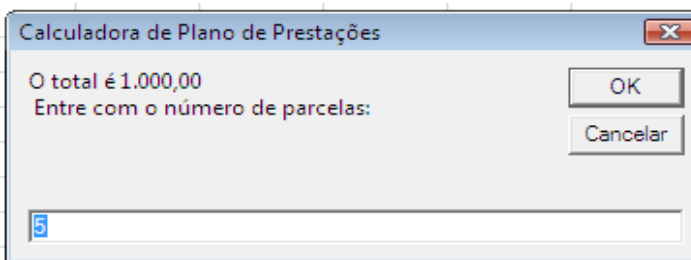 Calculadora de Plano de Prestações
O total é 1.000,00
Entre com o número de parcelas:
OK
Cancelar
5